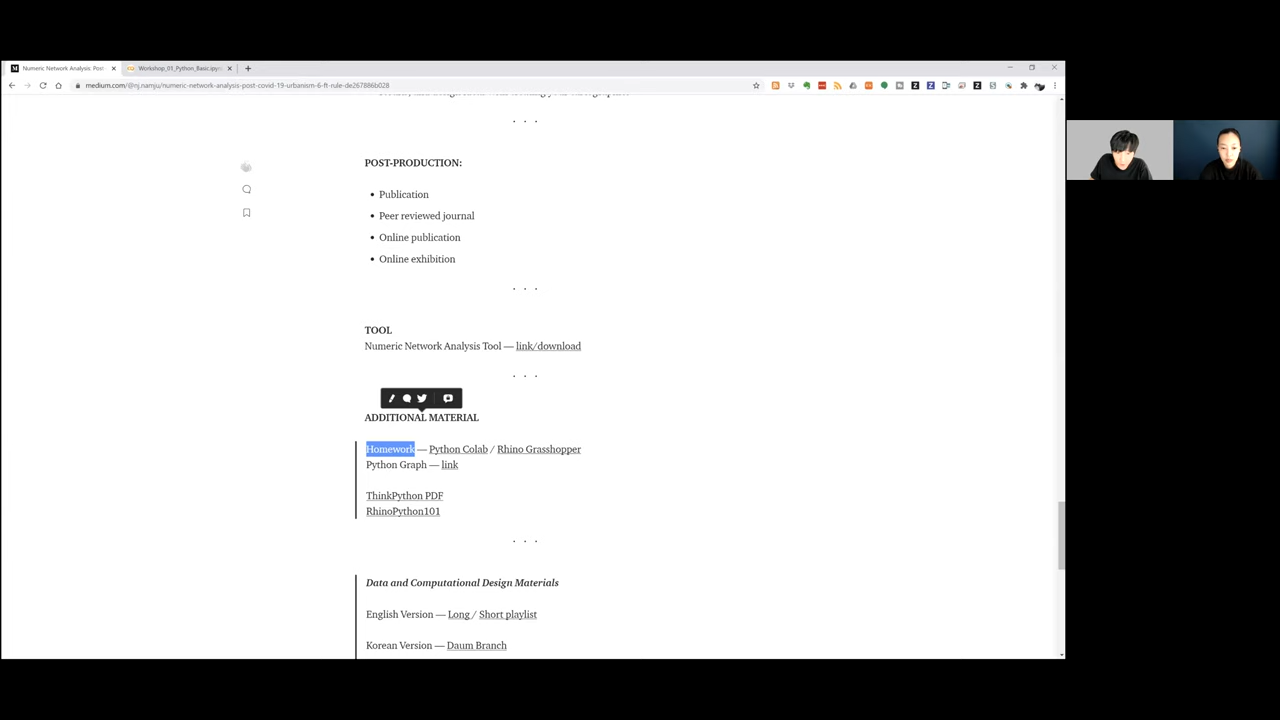 Numeric Network Analysis: Post-
Workshop_01_Python_Basic.ipyn
medium.com/@nj.namju/numeric-network-analysis-post-covid-19-urbanism-6-ft-rule-de267886b028
POST-PRODUCTION:
• Publication
• Peer reviewed journal
• Online publication
• Online exhibition
TOOL
Numeric Network Analysis Tool — link/download
ADDITIONAL MATERIAL
Homework — Python Colab / Rhino Grasshopper
Python Graph — link
ThinkPython PDF
RhinoPython101
Data and Computational Design Materials
English Version — Long / Short playlist
Korean Version — Daum Branch